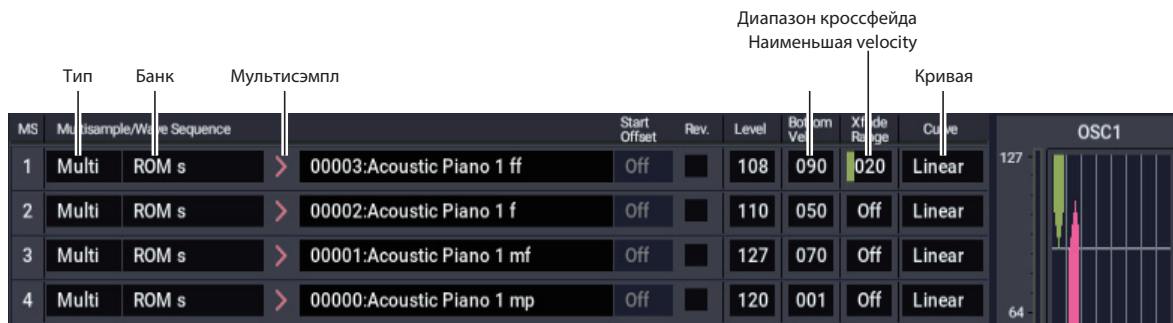 Диапазон кроссфейда
Наименьшая velocity
Тип Банк Мультисэмпл Кривая
MS Multisample/Wave Sequence Start Offset Rev. Level Bottom Vel Xfade Range Curve OSC1
1 Multi ROM s 00003:Acoustic Piano 1 ff Off 108 090 020 Linear 127
2 Multi ROM s 00002:Acoustic Piano 1 f Off 110 050 Off Linear
3 Multi ROM s 00001:Acoustic Piano 1 mf Off 127 070 Off Linear
4 Multi ROM s 00000:Acoustic Piano 1 mp Off 120 001 Off Linear 64